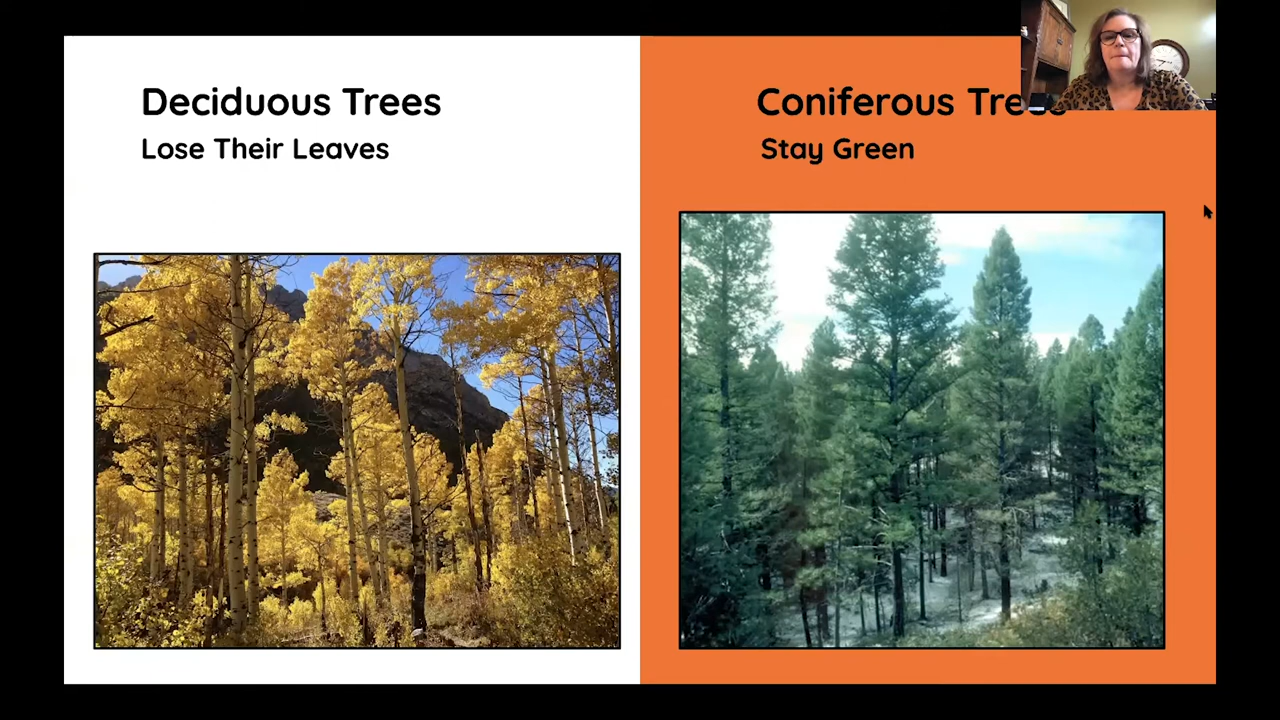 Deciduous Trees
Lose Their Leaves
Coniferous Trees
Stay Green